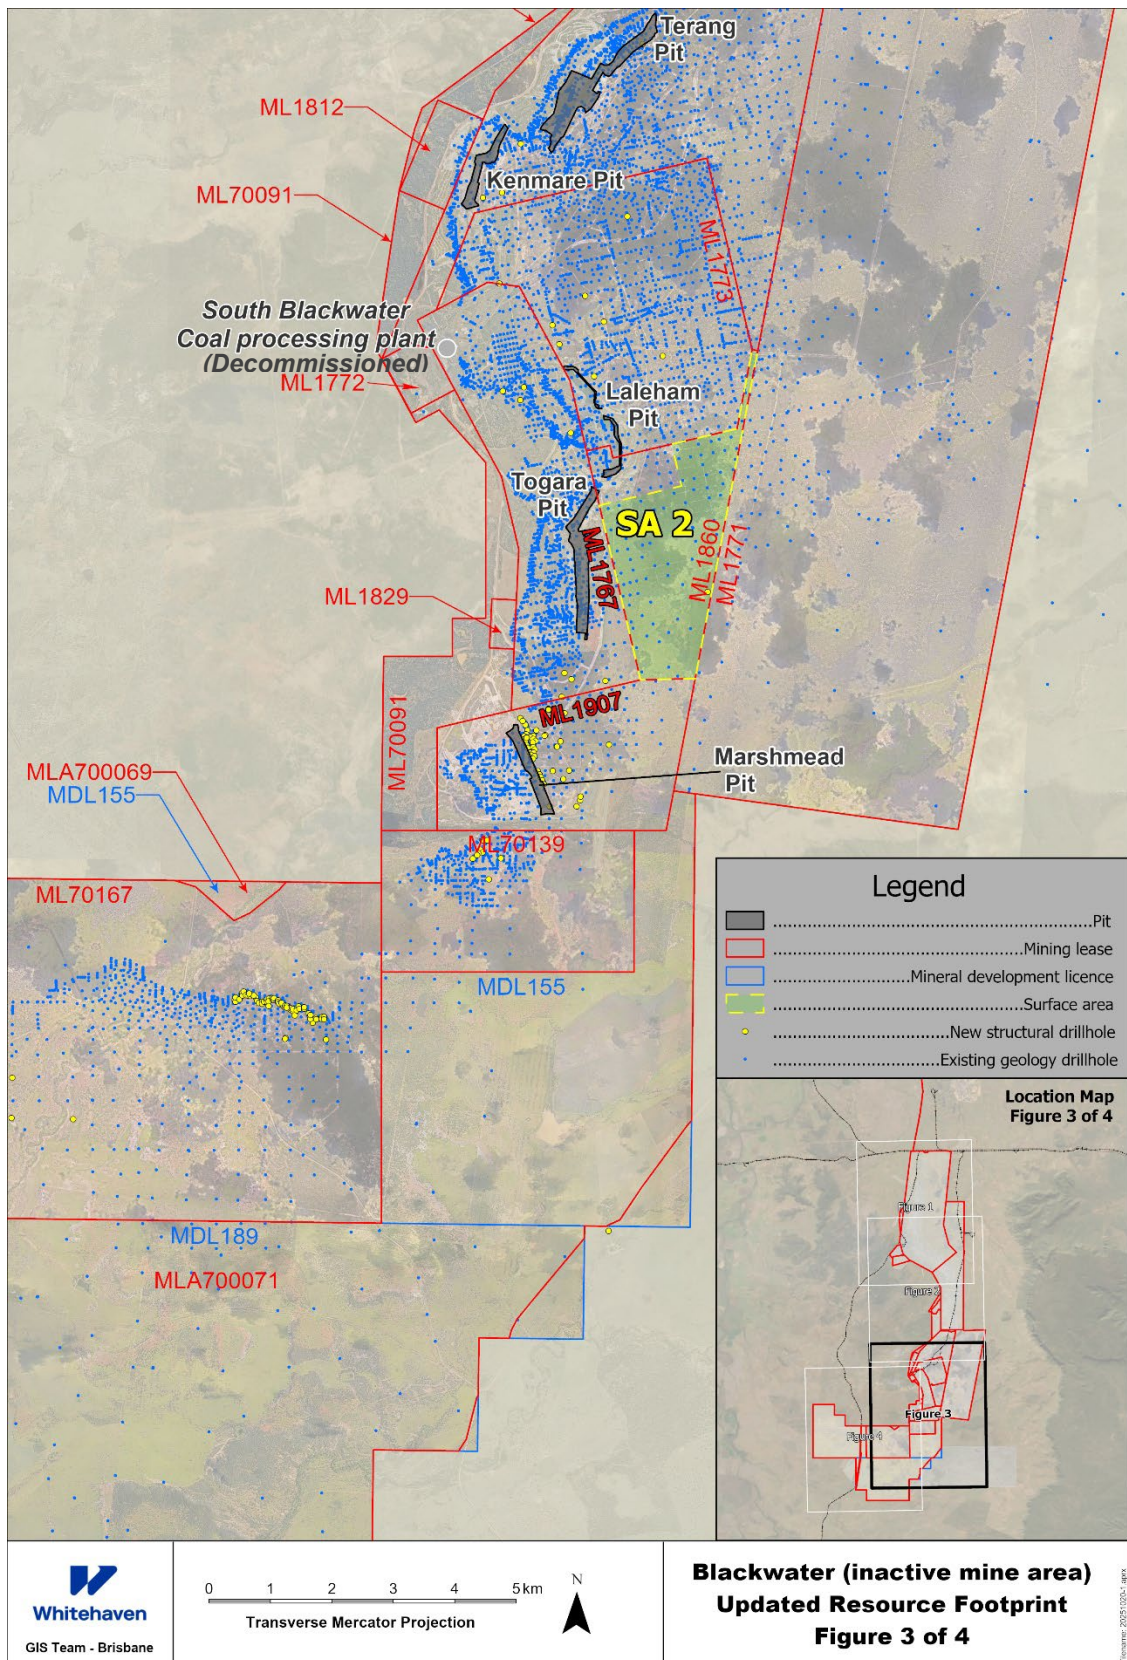 Terang
Pit
ML1812
ML70091
Kenmare Pit
ML1773
South Blackwater
Coal processing plant
(Decommissioned)
ML1772
Laleham
Pit
Togara
Pit
SA 2
ML1767
ML1860
ML1771
ML1829
ML1907
ML70091
Marshmead
Pit
MLA700069
MDL155
ML70139
ML70167
MDL155
MDL189
MLA700071
Legend
Pit
Mining lease
Mineral development licence
Surface area
New structural drillhole
Existing geology drillhole
Location Map
Figure 3 of 4
Figure 1
Figure 2
Figure 3
Figure 4
Whitehaven
GIS Team - Brisbane
0 1 2 3 4 5 km
Transverse Mercator Projection
N
Blackwater (inactive mine area)
Updated Resource Footprint
Figure 3 of 4
Filename: 20251020-1.aprx